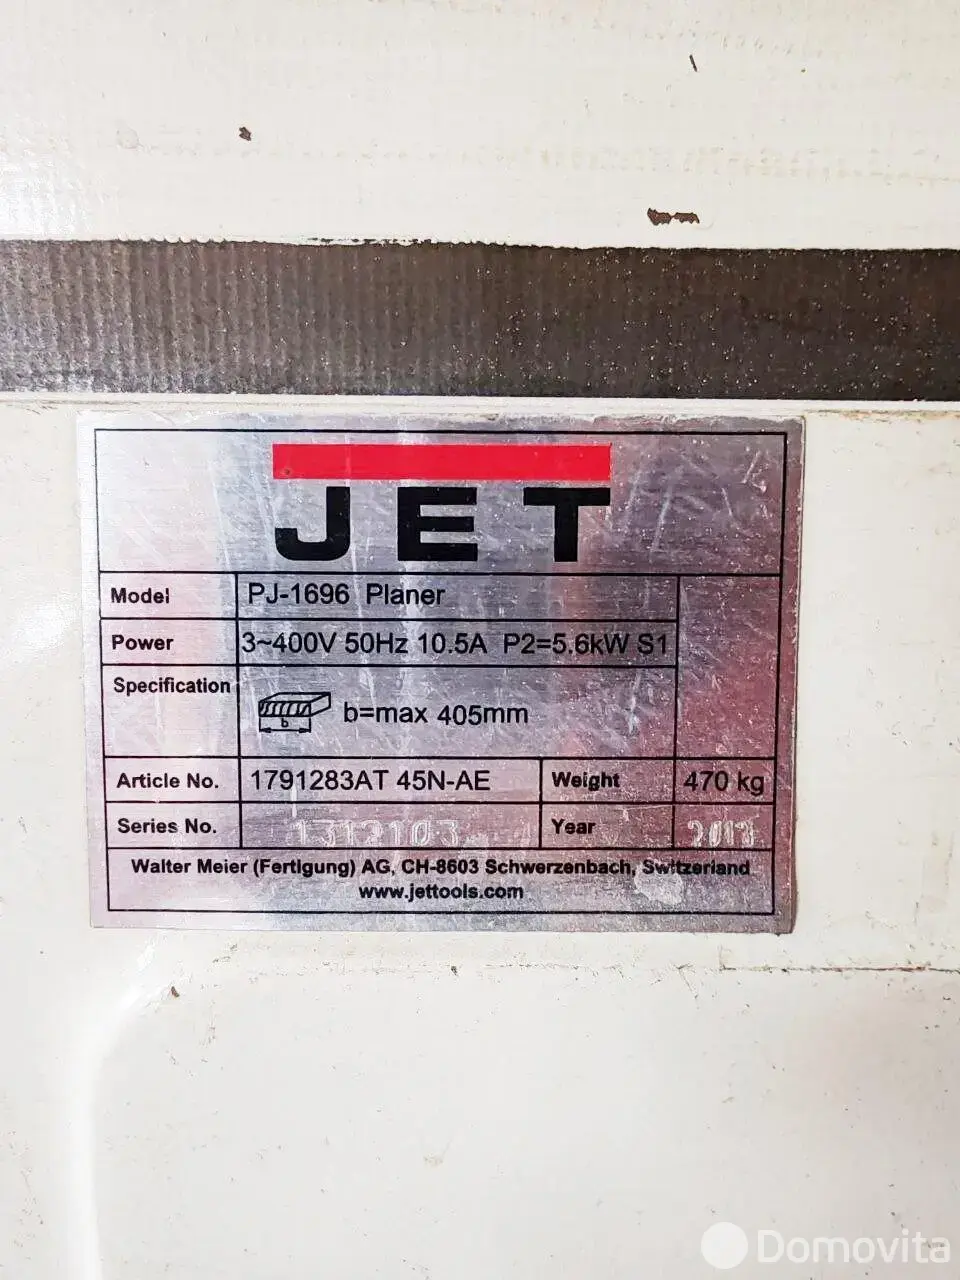 JET
Model PJ-1696 Planer
Power 3~400V 50Hz 10.5A P2=5.6kW S1
Specification b b=max 405mm
Article No. 1791283AT 45N-AE Weight 470 kg
Series No. 1312103 Year 2013
Walter Meier (Fertigung) AG, CH-8603 Schwerzenbach, Switzerland
www.jettools.com
Domovita